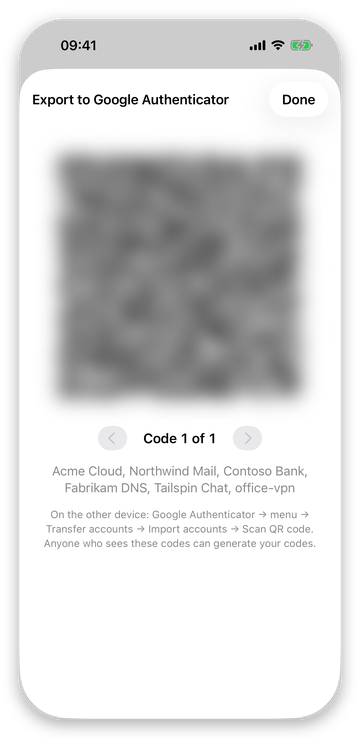 09:41
Export to Google Authenticator
Done
Code 1 of 1
Acme Cloud, Northwind Mail, Contoso Bank,
Fabrikam DNS, Tailspin Chat, office-vpn
On the other device: Google Authenticator → menu →
Transfer accounts → Import accounts → Scan QR code.
Anyone who sees these codes can generate your codes.